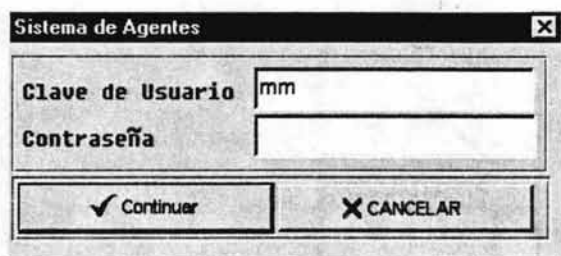 Sistema de Agentes
Clave de Usuario mm
Contraseña
Continuar CANCELAR